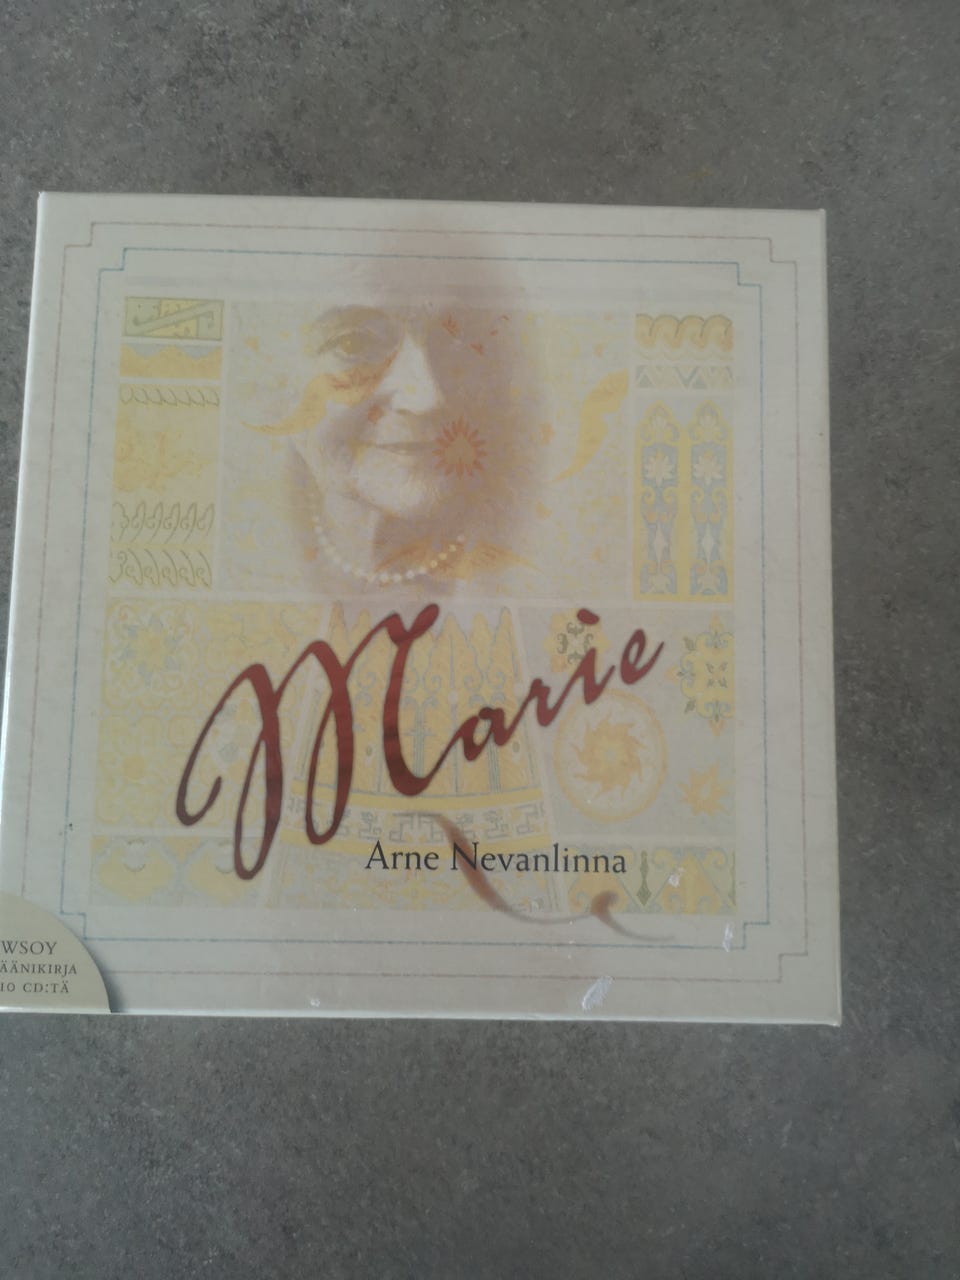 Marie
Arne Nevanlinna
WSOY
ÄÄNIKIRJA
10 CD:TÄ